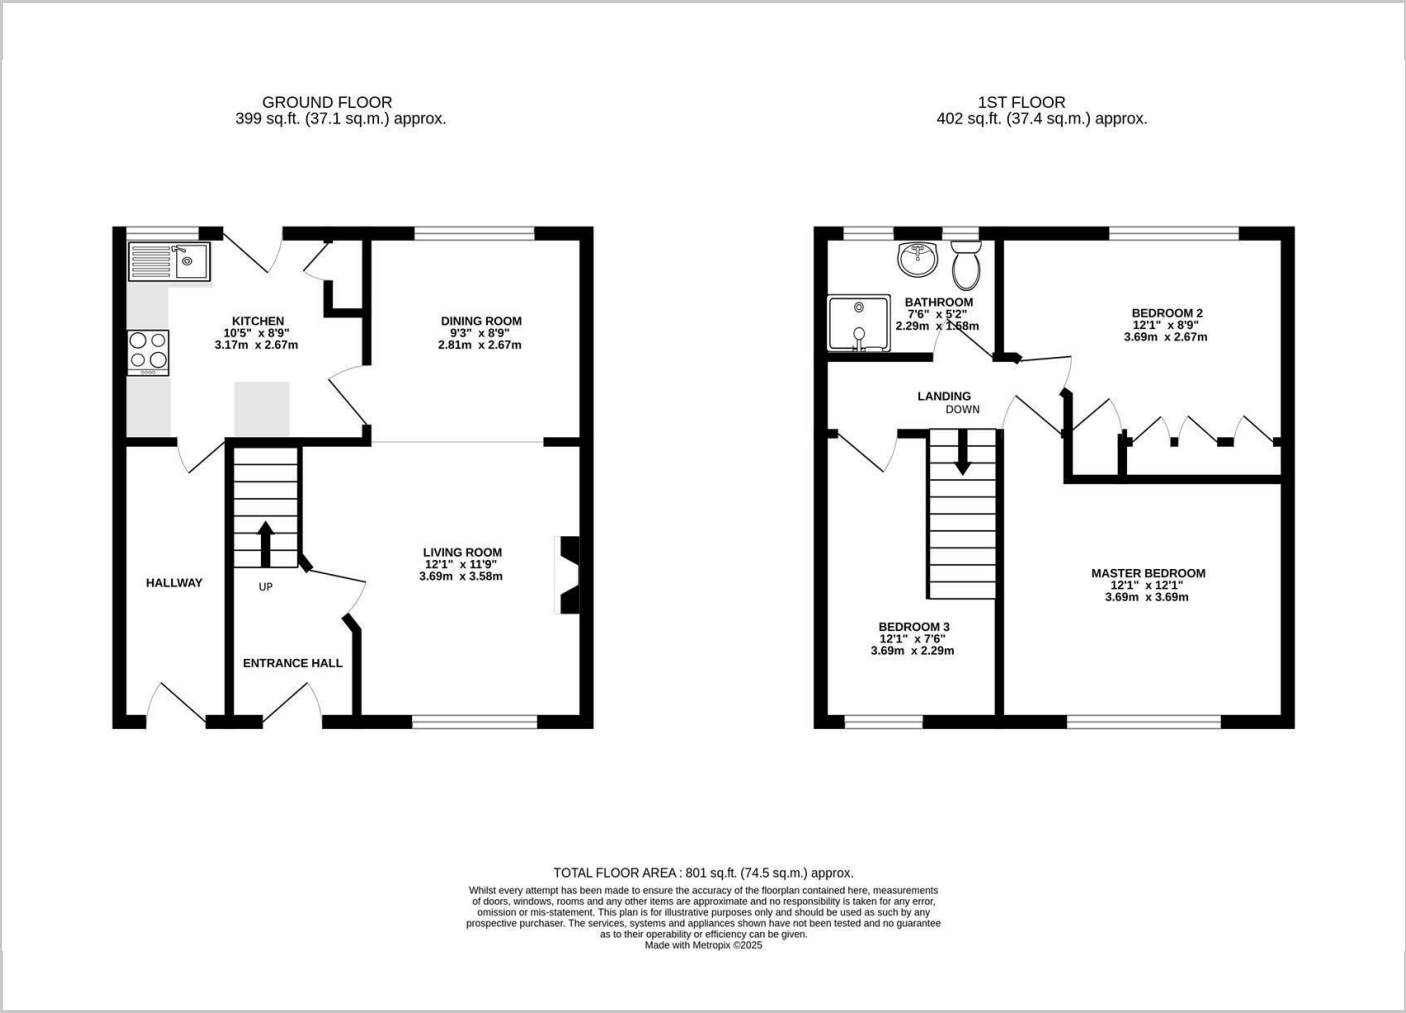 GROUND FLOOR
399 sq.ft. (37.1 sq.m.) approx.
1ST FLOOR
402 sq.ft. (37.4 sq.m.) approx.
KITCHEN
10'5" x 8'9"
3.17m x 2.67m
DINING ROOM
9'3" x 8'9"
2.81m x 2.67m
LIVING ROOM
12'1" x 11'9"
3.69m x 3.58m
HALLWAY
UP
ENTRANCE HALL
BATHROOM
7'6" x 5'2"
2.29m x 1.58m
BEDROOM 2
12'1" x 8'9"
3.69m x 2.67m
LANDING
DOWN
MASTER BEDROOM
12'1" x 12'1"
3.69m x 3.69m
BEDROOM 3
12'1" x 7'6"
3.69m x 2.29m
TOTAL FLOOR AREA : 801 sq.ft. (74.5 sq.m.) approx.
Whilst every attempt has been made to ensure the accuracy of the floorplan contained here, measurements
of doors, windows, rooms and any other items are approximate and no responsibility is taken for any error,
omission or mis-statement. This plan is for illustrative purposes only and should be used as such by any
prospective purchaser. The services, systems and appliances shown have not been tested and no guarantee
as to their operability or efficiency can be given.
Made with Metropix ©2025